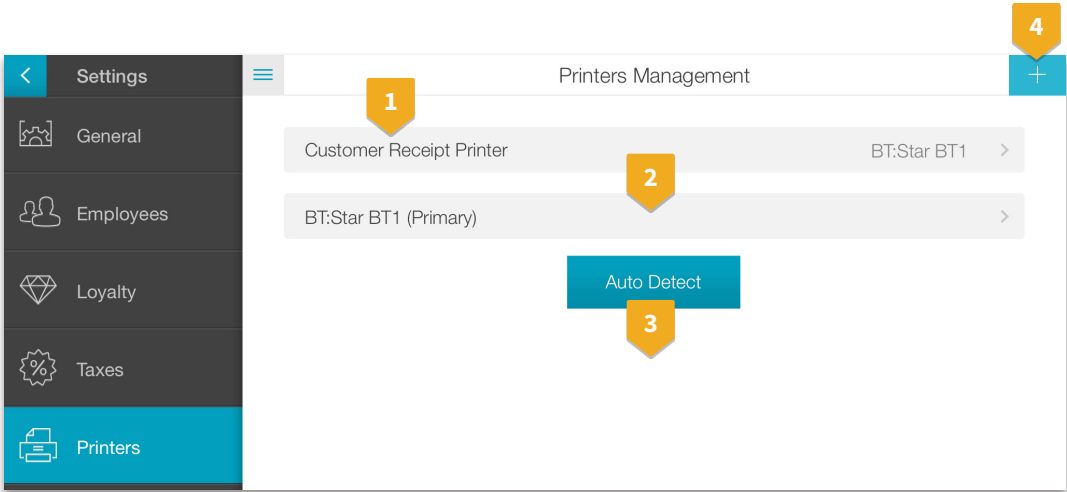 4
Settings
Printers Management
+
1
General
Customer Receipt Printer
BT:Star BT1
2
Employees
BT:Star BT1 (Primary)
Auto Detect
Loyalty
3
Taxes
%
Printers